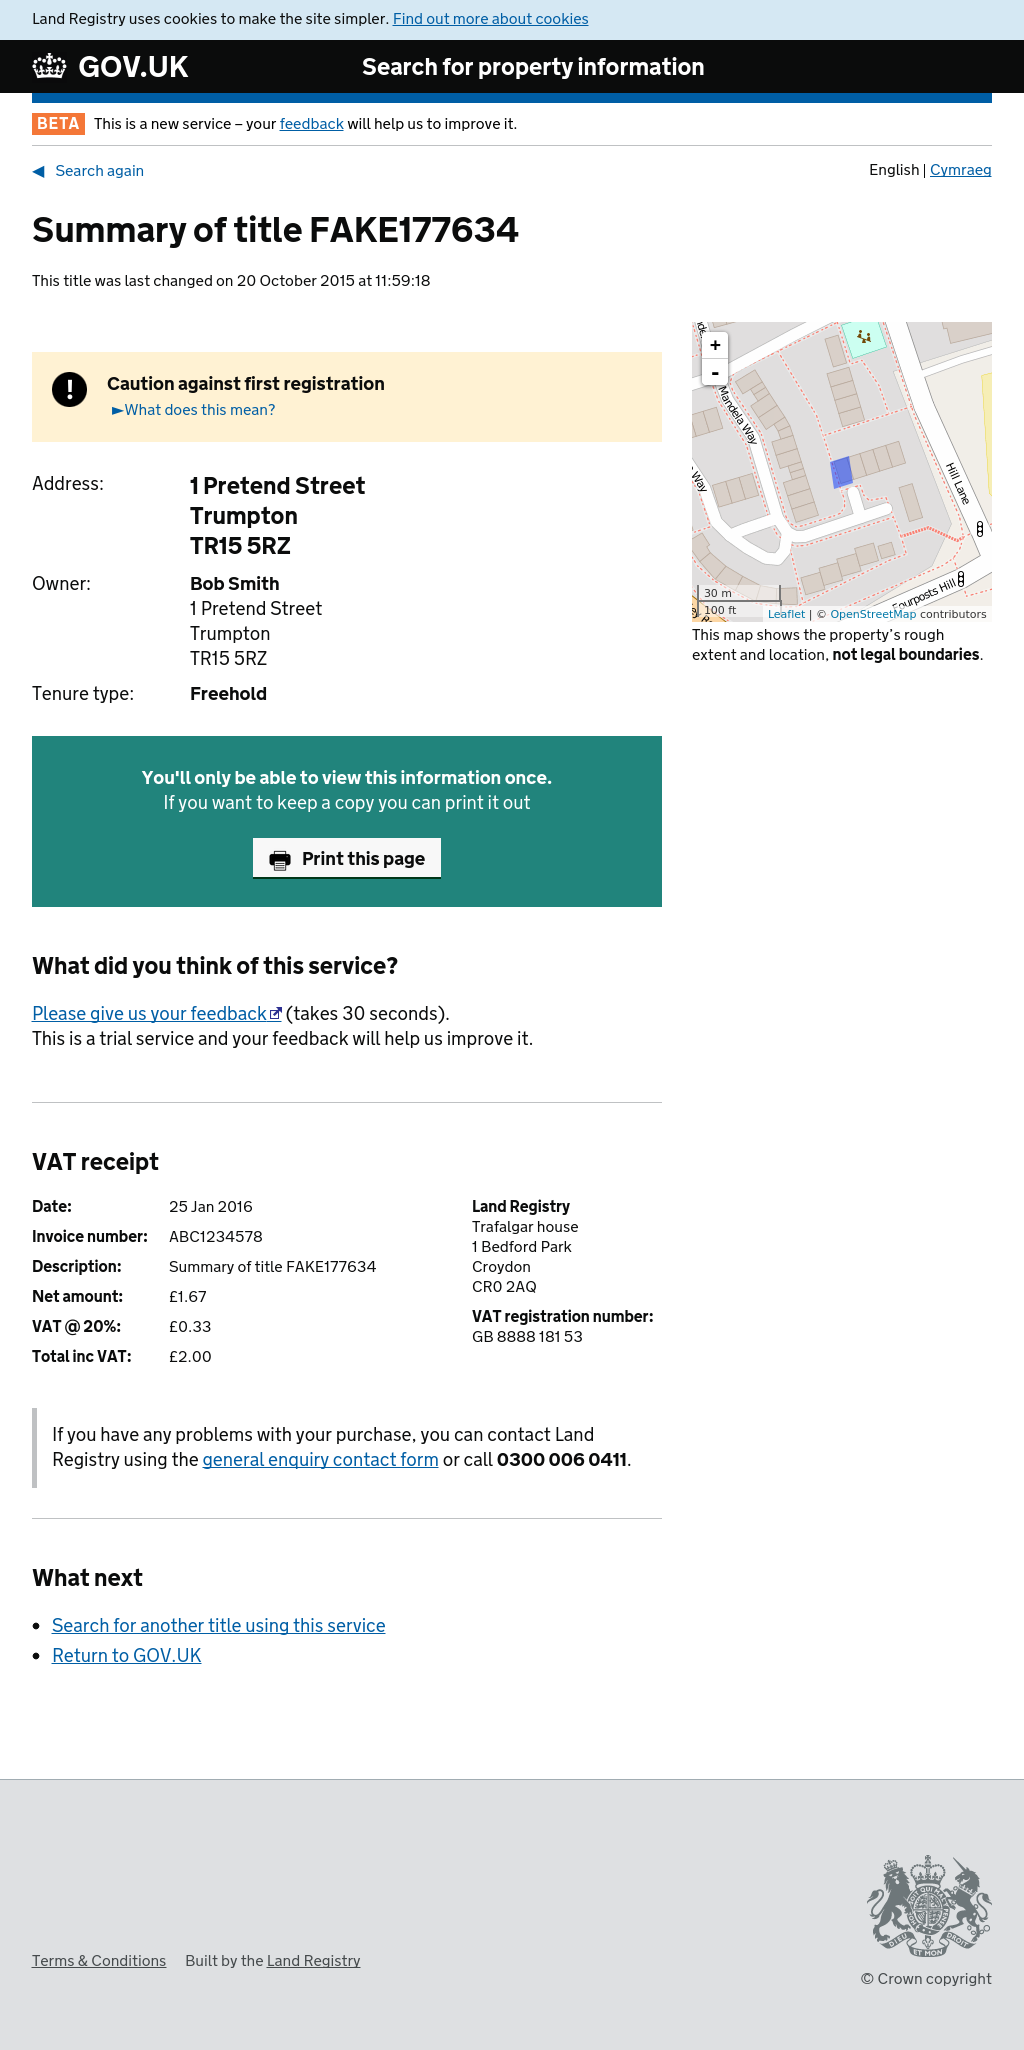 Land Registry uses cookies to make the site simpler. Find out more about cookies
GOV.UK
Search for property information
BETA This is a new service – your feedback will help us to improve it.
◀ Search again
English | Cymraeg
Summary of title FAKE177634
This title was last changed on 20 October 2015 at 11:59:18
! Caution against first registration
►What does this mean?
Address:
1 Pretend Street
Trumpton
TR15 5RZ
Owner:
Bob Smith
1 Pretend Street
Trumpton
TR15 5RZ
Tenure type:
Freehold
+
-
Mandela Way
Way
Hill Lane
Fourposts Hill
30 m
100 ft
Leaflet | © OpenStreetMap contributors
This map shows the property's rough
extent and location, not legal boundaries.
You'll only be able to view this information once.
If you want to keep a copy you can print it out
Print this page
What did you think of this service?
Please give us your feedback (takes 30 seconds).
This is a trial service and your feedback will help us improve it.
VAT receipt
Date: 25 Jan 2016
Invoice number: ABC1234578
Description: Summary of title FAKE177634
Net amount: £1.67
VAT @ 20%: £0.33
Total inc VAT: £2.00
Land Registry
Trafalgar house
1 Bedford Park
Croydon
CR0 2AQ
VAT registration number:
GB 8888 181 53
If you have any problems with your purchase, you can contact Land
Registry using the general enquiry contact form or call 0300 006 0411.
What next
• Search for another title using this service
• Return to GOV.UK
DIEU ET MON DROIT
Terms & Conditions Built by the Land Registry
© Crown copyright